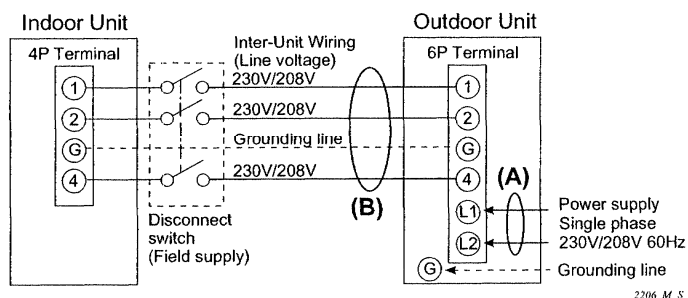 Indoor Unit
Outdoor Unit
4P Terminal
Inter-Unit Wiring
(Line voltage)
6P Terminal
1
230V/208V
1
2
230V/208V
2
G
Grounding line
G
4
230V/208V
4
(A)
(B)
Disconnect
switch
(Field supply)
L1
Power supply
Single phase
L2
230V/208V 60Hz
G
Grounding line
2206_M_S